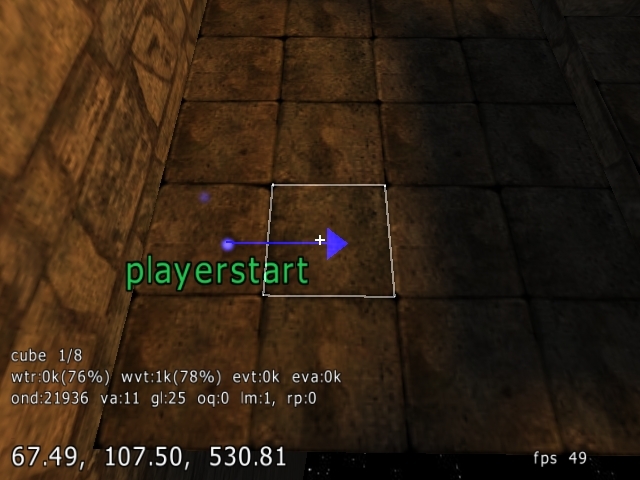 playerstart
cube 1/8
wtr:0k(76%) wvt:1k(78%) evt:0k eva:0k
ond:21936 va:11 gl:25 oq:0 lm:1, rp:0
67.49, 107.50, 530.81
fps 49